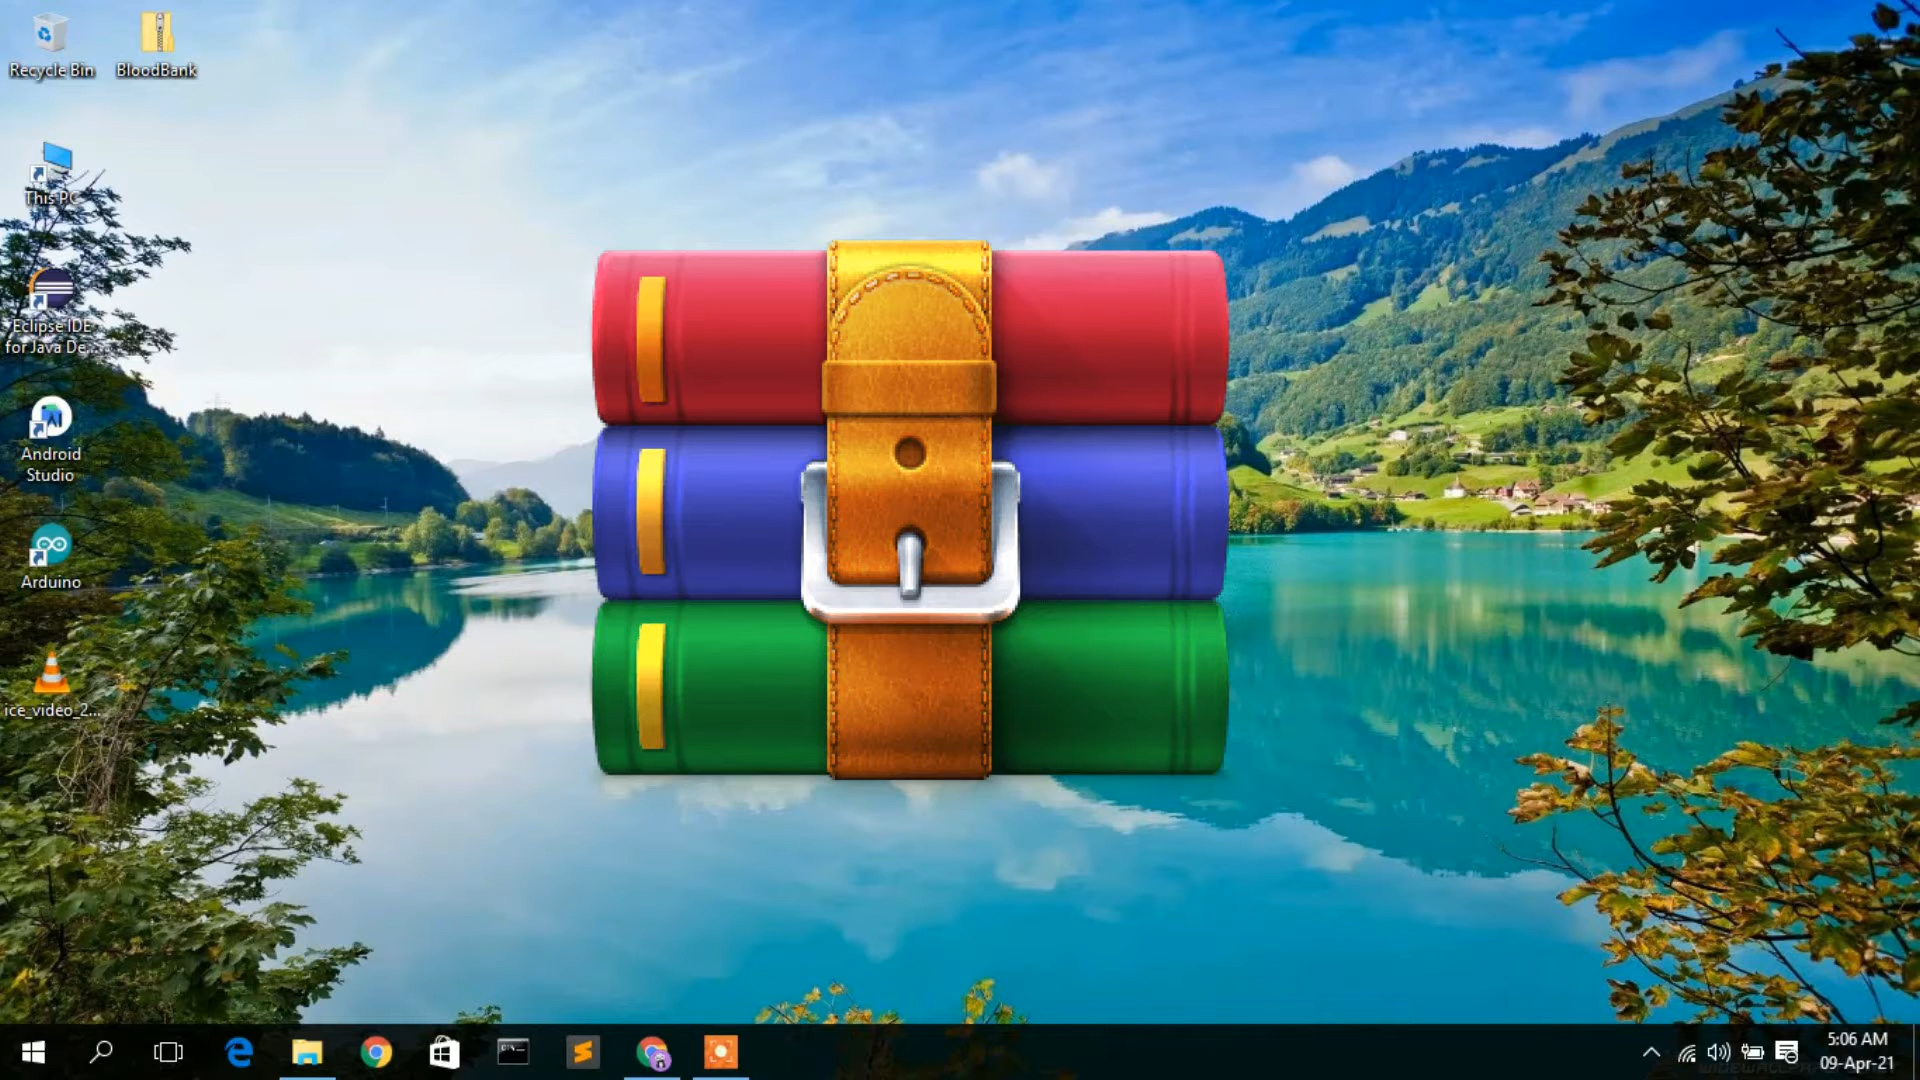 Recycle Bin
BloodBank
This PC
Eclipse IDE
for Java De...
Android
Studio
Arduino
ice_video_2...
5:06 AM
09-Apr-21